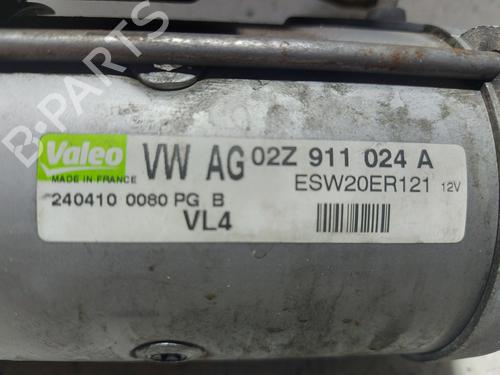 B-PARTS
Valeo VW AG 02Z 911 024 A
MADE IN FRANCE ESW20ER121 12V
240410 0080 PG B
VL4